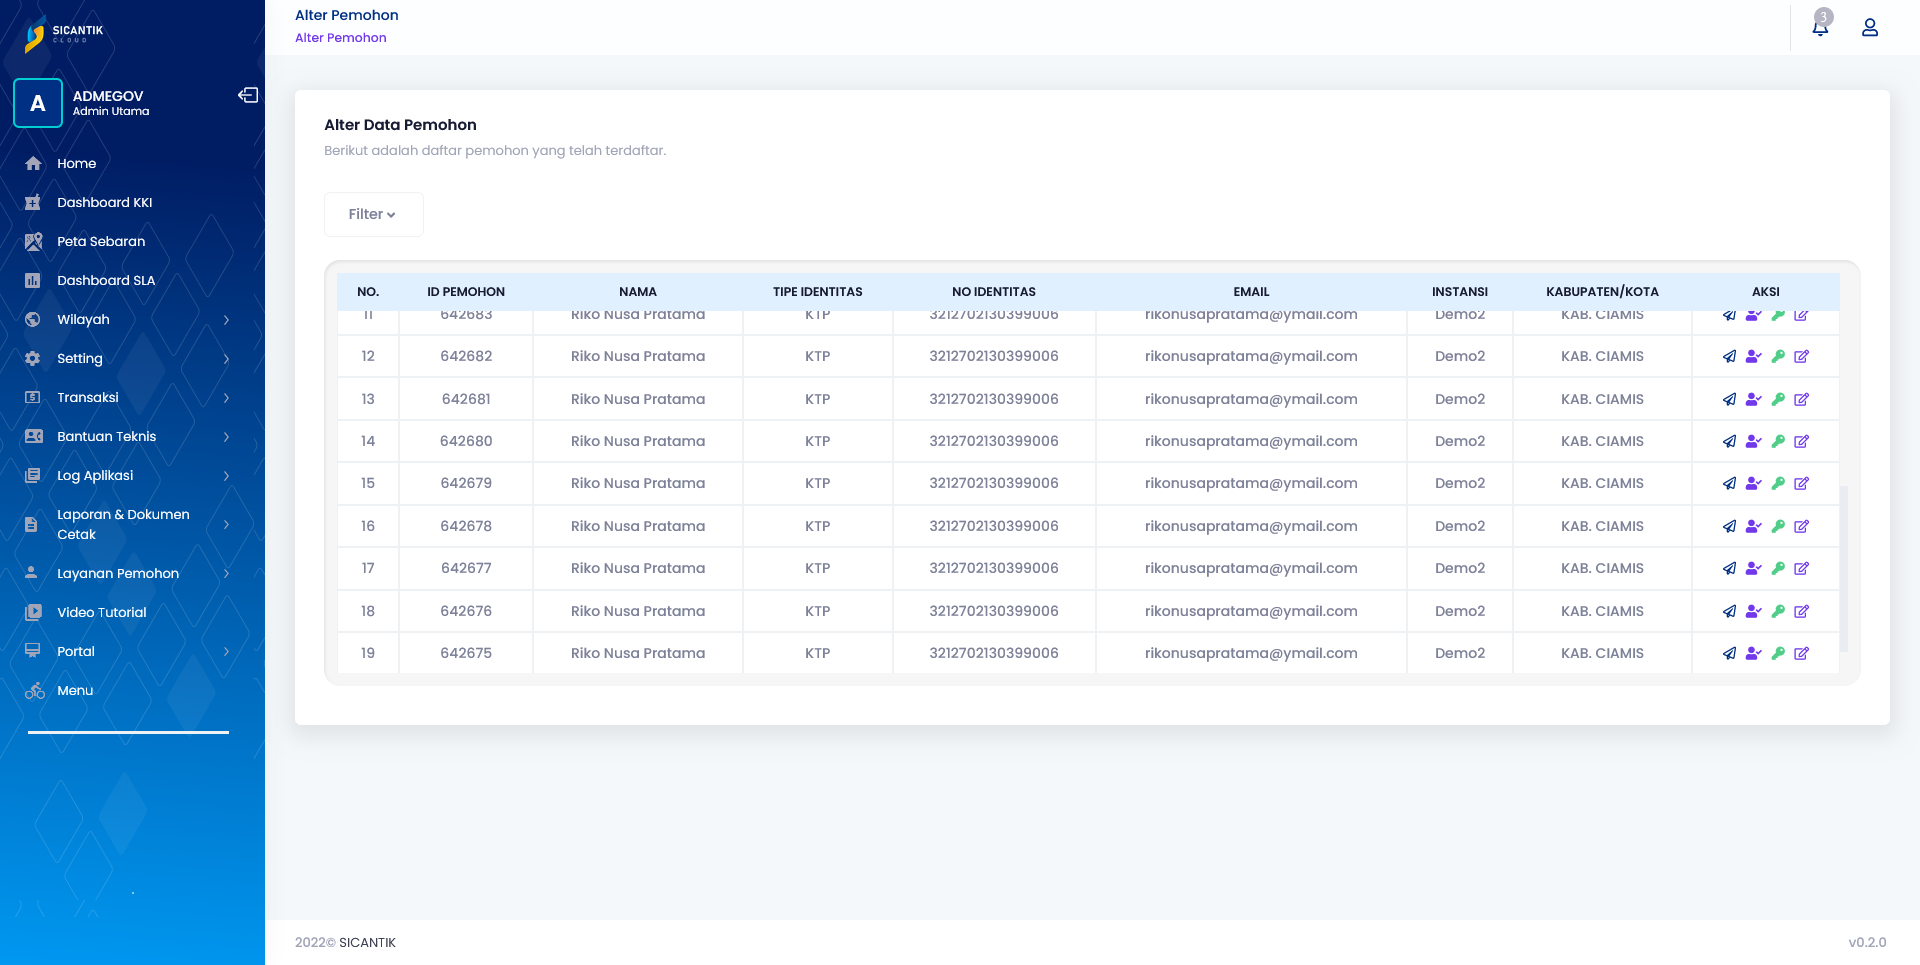 SICANTIK
CLOUD
A
ADMEGOV
Admin Utama
Home
Dashboard KKI
Peta Sebaran
Dashboard SLA
Wilayah
Setting
Transaksi
Bantuan Teknis
Log Aplikasi
Laporan & Dokumen
Cetak
Layanan Pemohon
Video Tutorial
Portal
Menu
Alter Pemohon
Alter Pemohon
3
Alter Data Pemohon
Berikut adalah daftar pemohon yang telah terdaftar.
Filter
NO. ID PEMOHON NAMA TIPE IDENTITAS NO IDENTITAS EMAIL INSTANSI KABUPATEN/KOTA AKSI
11 642683 Riko Nusa Pratama KTP 3212702130399006 rikonusapratama@ymail.com Demo2 KAB. CIAMIS
12 642682 Riko Nusa Pratama KTP 3212702130399006 rikonusapratama@ymail.com Demo2 KAB. CIAMIS
13 642681 Riko Nusa Pratama KTP 3212702130399006 rikonusapratama@ymail.com Demo2 KAB. CIAMIS
14 642680 Riko Nusa Pratama KTP 3212702130399006 rikonusapratama@ymail.com Demo2 KAB. CIAMIS
15 642679 Riko Nusa Pratama KTP 3212702130399006 rikonusapratama@ymail.com Demo2 KAB. CIAMIS
16 642678 Riko Nusa Pratama KTP 3212702130399006 rikonusapratama@ymail.com Demo2 KAB. CIAMIS
17 642677 Riko Nusa Pratama KTP 3212702130399006 rikonusapratama@ymail.com Demo2 KAB. CIAMIS
18 642676 Riko Nusa Pratama KTP 3212702130399006 rikonusapratama@ymail.com Demo2 KAB. CIAMIS
19 642675 Riko Nusa Pratama KTP 3212702130399006 rikonusapratama@ymail.com Demo2 KAB. CIAMIS
2022© SICANTIK
v0.2.0